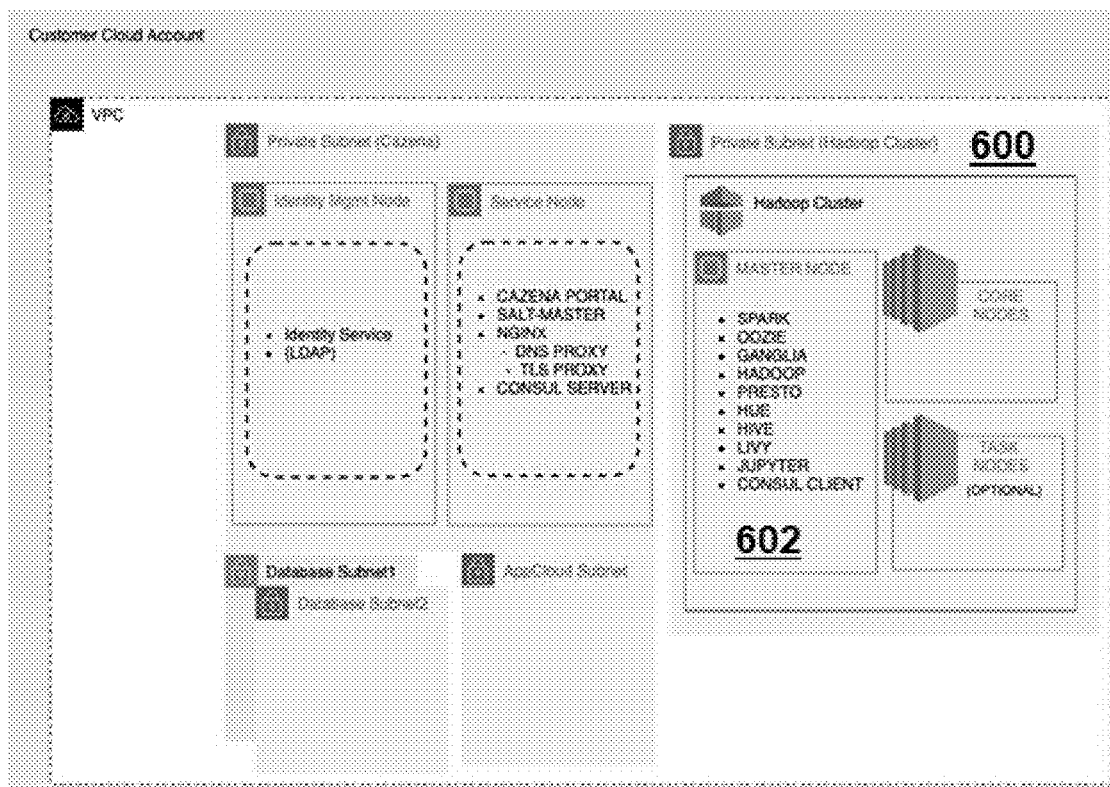 Customer Cloud Account
VPC
Private Subnet (Cazena)
Private Subnet (Hadoop Cluster)
600
Identity Mgmt Node
Service Node
Hadoop Cluster
MASTER NODE
CORE
NODES
• Identity Service
• (LDAP)
• CAZENA PORTAL
• SALT-MASTER
• NGINX
- DNS PROXY
- TLS PROXY
• CONSUL SERVER
• SPARK
• OOZIE
• GANGLIA
• HADOOP
• PRESTO
• HUE
• HIVE
• LIVY
• JUPYTER
• CONSUL CLIENT
TASK
NODES
(OPTIONAL)
602
Database Subnet1
Database Subnet2
AppCloud Subnet